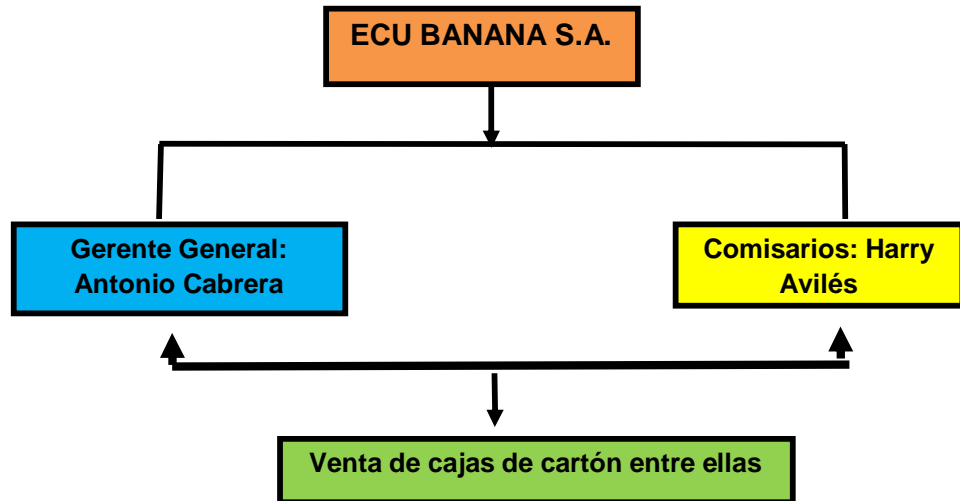 ECU BANANA S.A.
Gerente General:
Antonio Cabrera
Comisarios: Harry
Avilés
Venta de cajas de cartón entre ellas